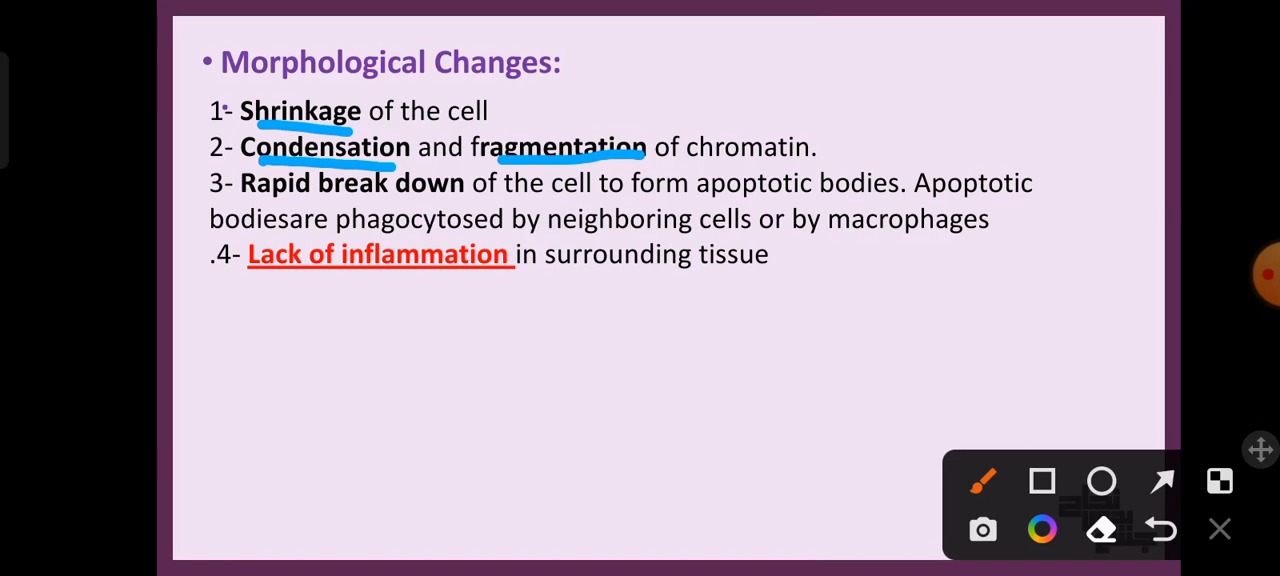 • Morphological Changes:
1- Shrinkage of the cell
2- Condensation and fragmentation of chromatin.
3- Rapid break down of the cell to form apoptotic bodies. Apoptotic
bodiesare phagocytosed by neighboring cells or by macrophages
.4- Lack of inflammation in surrounding tissue